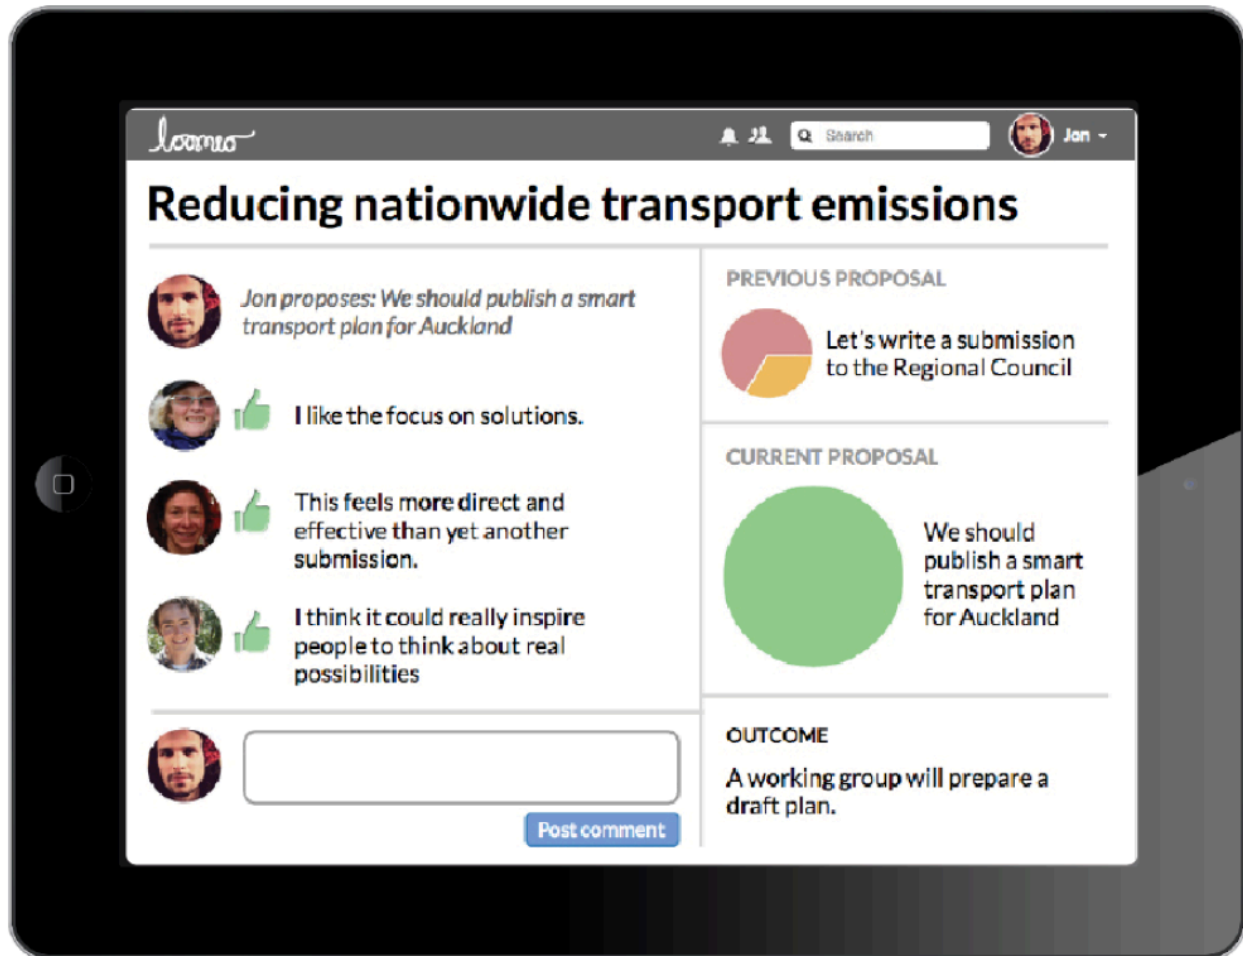 loomio
Search
Jon
Reducing nationwide transport emissions
Jon proposes: We should publish a smart
transport plan for Auckland
I like the focus on solutions.
This feels more direct and
effective than yet another
submission.
I think it could really inspire
people to think about real
possibilities
Post comment
PREVIOUS PROPOSAL
Let's write a submission
to the Regional Council
CURRENT PROPOSAL
We should
publish a smart
transport plan
for Auckland
OUTCOME
A working group will prepare a
draft plan.